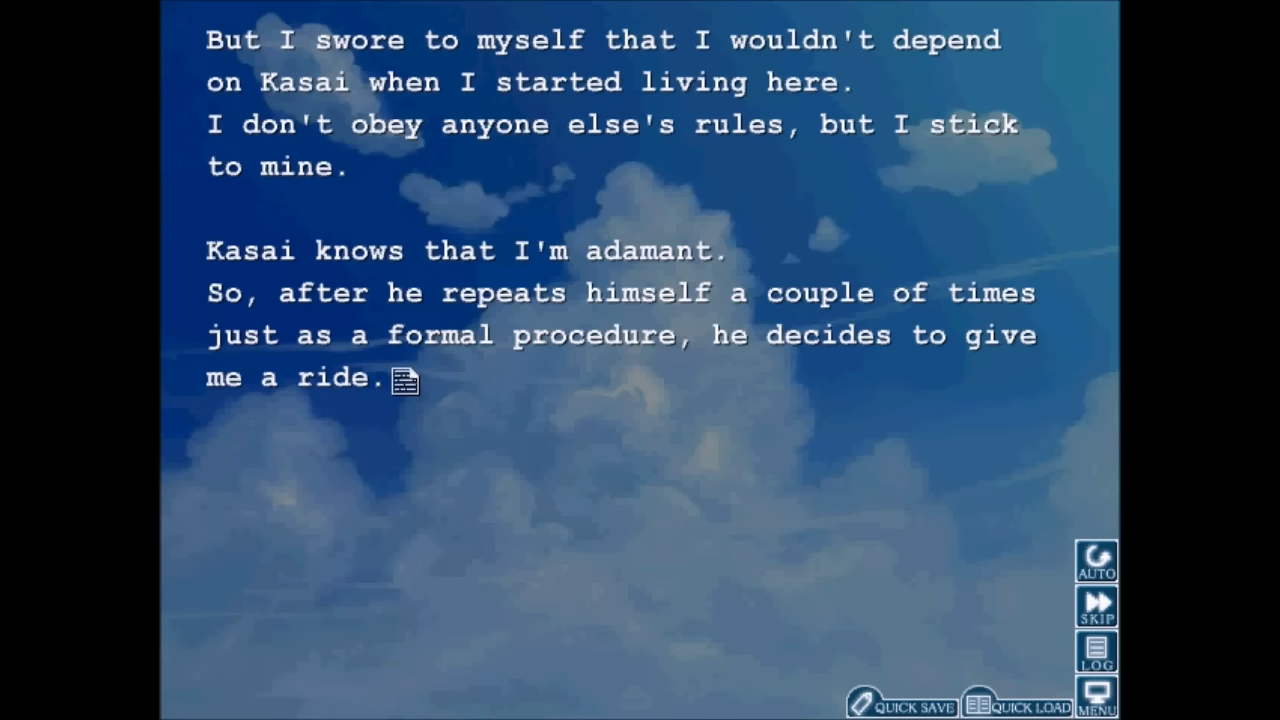 But I swore to myself that I wouldn't depend
on Kasai when I started living here.
I don't obey anyone else's rules, but I stick
to mine.
Kasai knows that I'm adamant.
So, after he repeats himself a couple of times
just as a formal procedure, he decides to give
me a ride.
AUTO
SKIP
LOG
QUICK SAVE
QUICK LOAD
MENU